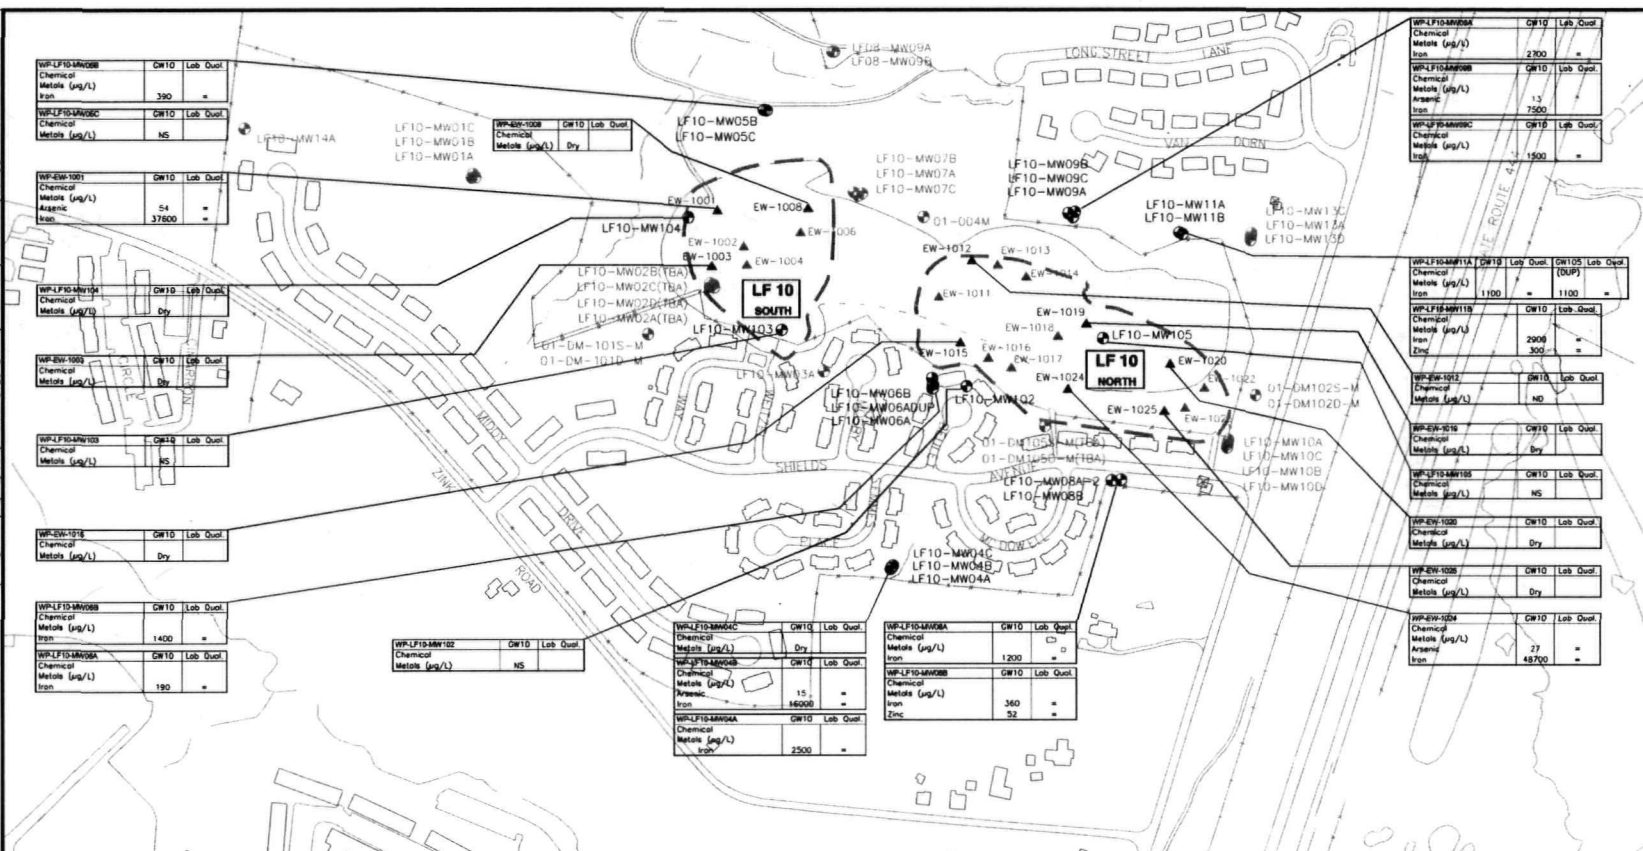 WP-LF10-MW05B GW10 Lab Qual.
Chemical
Metals (µg/L)
Iron 390 =
WP-LF10-MW05C GW10 Lab Qual.
Chemical
Metals (µg/L) NS
WP-EW-1001 GW10 Lab Qual.
Chemical
Metals (µg/L)
Arsenic 54 =
Iron 37600 =
WP-LF10-MW104 GW10 Lab Qual.
Chemical
Metals (µg/L) Dry
WP-EW-1003 GW10 Lab Qual.
Chemical
Metals (µg/L) Dry
WP-LF10-MW103 GW10 Lab Qual.
Chemical
Metals (µg/L) NS
WP-EW-1015 GW10 Lab Qual.
Chemical
Metals (µg/L) Dry
WP-LF10-MW06B GW10 Lab Qual.
Chemical
Metals (µg/L)
Iron 1400 =
WP-LF10-MW06A GW10 Lab Qual.
Chemical
Metals (µg/L)
Iron 190 =
WP-EW-1008 GW10 Lab Qual.
Chemical
Metals (µg/L) Dry
WP-LF10-MW102 GW10 Lab Qual.
Chemical
Metals (µg/L) NS
WP-LF10-MW04C GW10 Lab Qual.
Chemical
Metals (µg/L) Dry
WP-LF10-MW04B GW10 Lab Qual.
Chemical
Metals (µg/L)
Arsenic 15 =
Iron 16000 =
WP-LF10-MW04A GW10 Lab Qual.
Chemical
Metals (µg/L)
Iron 2500 =
WP-LF10-MW08A GW10 Lab Qual.
Chemical
Metals (µg/L)
Iron 1200 =
WP-LF10-MW08B GW10 Lab Qual.
Chemical
Metals (µg/L)
Iron 360 =
Zinc 52 =
WP-LF10-MW09A GW10 Lab Qual.
Chemical
Metals (µg/L)
Iron 2700 =
WP-LF10-MW09B GW10 Lab Qual.
Chemical
Metals (µg/L)
Arsenic 13 =
Iron 7500 =
WP-LF10-MW09C GW10 Lab Qual.
Chemical
Metals (µg/L)
Iron 1500 =
WP-LF10-MW11A GW10 Lab Qual. GW105 Lab Qual.
Chemical (DUP)
Metals (µg/L)
Iron 1100 = 1100 =
WP-LF10-MW11B GW10 Lab Qual.
Chemical
Metals (µg/L)
Iron 2900 =
Zinc 300 =
WP-EW-1012 GW10 Lab Qual.
Chemical
Metals (µg/L) ND
WP-EW-1019 GW10 Lab Qual.
Chemical
Metals (µg/L) Dry
WP-LF10-MW105 GW10 Lab Qual.
Chemical
Metals (µg/L) NS
WP-EW-1020 GW10 Lab Qual.
Chemical
Metals (µg/L) Dry
WP-EW-1025 GW10 Lab Qual.
Chemical
Metals (µg/L) Dry
WP-EW-1024 GW10 Lab Qual.
Chemical
Metals (µg/L)
Arsenic 27 =
Iron 48700 =
LF08-MW09A
LF08-MW09B
LONG STREET LANE
VAN DORN
STATE ROUTE 444
LF10-MW14A
LF10-MW01C
LF10-MW01B
LF10-MW01A
LF10-MW05B
LF10-MW05C
LF10-MW07B
LF10-MW07A
LF10-MW07C
LF10-MW09B
LF10-MW09C
LF10-MW09A
LF10-MW11A
LF10-MW11B
LF10-MW13C
LF10-MW13A
LF10-MW13D
01-004M
EW-1001
EW-1008
LF10-MW104
EW-1006
EW-1002
EW-1003
EW-1004
LF10-MW02B(TBA)
LF10-MW02C(TBA)
LF10-MW02D(TBA)
LF10-MW02A(TBA)
LF 10
SOUTH
LF10-MW103
01-DM-101S-M
01-DM-101D-M
LF10-MW03A
EW-1012
EW-1013
EW-1014
EW-1011
EW-1019
EW-1018
LF10-MW105
EW-1015
EW-1016
EW-1017
LF 10
NORTH
EW-1020
EW-1022
EW-1024
EW-1025
01-DM102S-M
01-DM102D-M
LF10-MW06B
LF10-MW06ADUP
LF10-MW06A
LF10-MW102
01-DM105S-M(TBA)
01-DM105D-M(TBA)
LF10-MW10A
LF10-MW10C
LF10-MW10B
LF10-MW10D
LF10-MW08A-2
LF10-MW08B
LF10-MW04C
LF10-MW04B
LF10-MW04A
CIRCLE
MIDDY
DRIVE
ZINK
ROAD
WAY
SHIELDS
AVENUE
PLACE
MC DOWELL